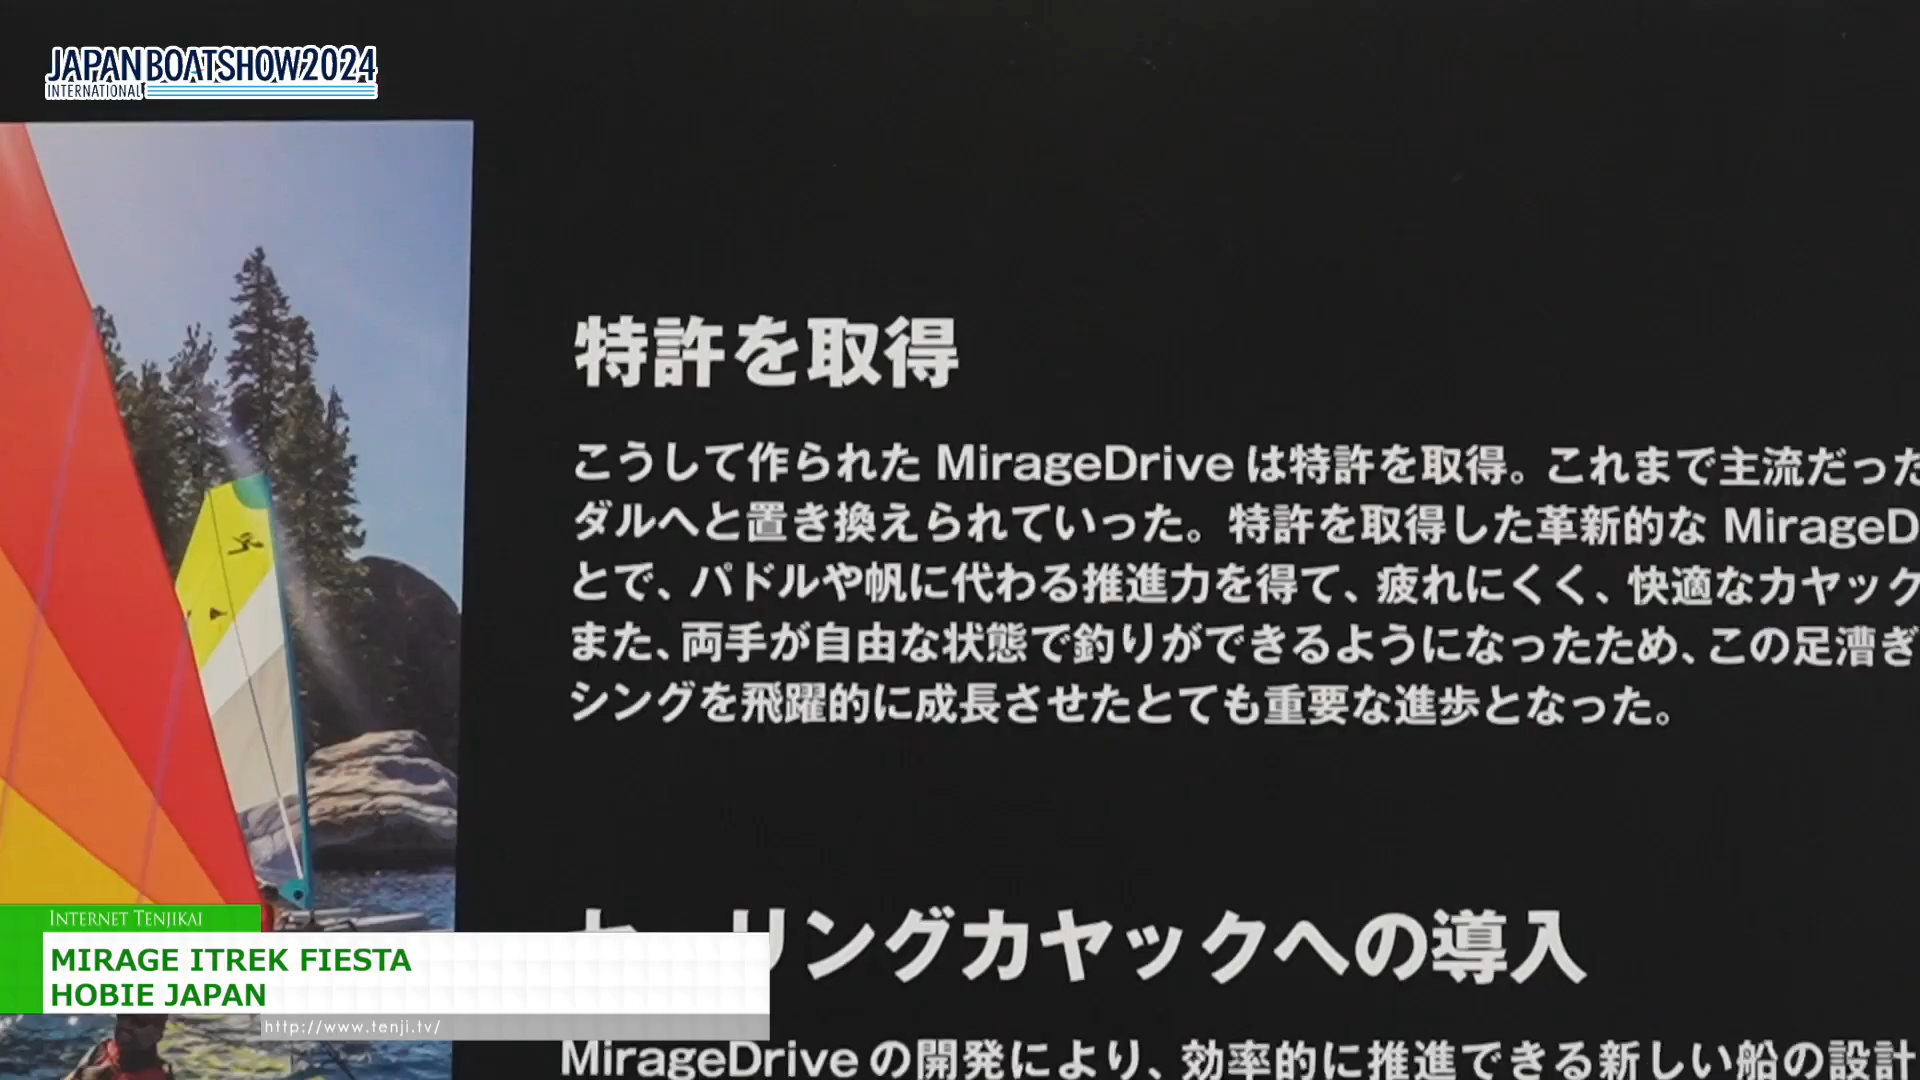 JAPAN BOATSHOW2024
INTERNATIONAL
特許を取得
こうして作られた MirageDrive は特許を取得。これまで主流だった
ダルへと置き換えられていった。特許を取得した革新的な MirageD
とで、パドルや帆に代わる推進力を得て、疲れにくく、快適なカヤック
また、両手が自由な状態で釣りができるようになったため、この足漕ぎ
シングを飛躍的に成長させたとても重要な進歩となった。
リングカヤックへの導入
MirageDrive の開発により、効率的に推進できる新しい船の設計
INTERNET TENJIKAI
MIRAGE ITREK FIESTA
HOBIE JAPAN
http://www.tenji.tv/